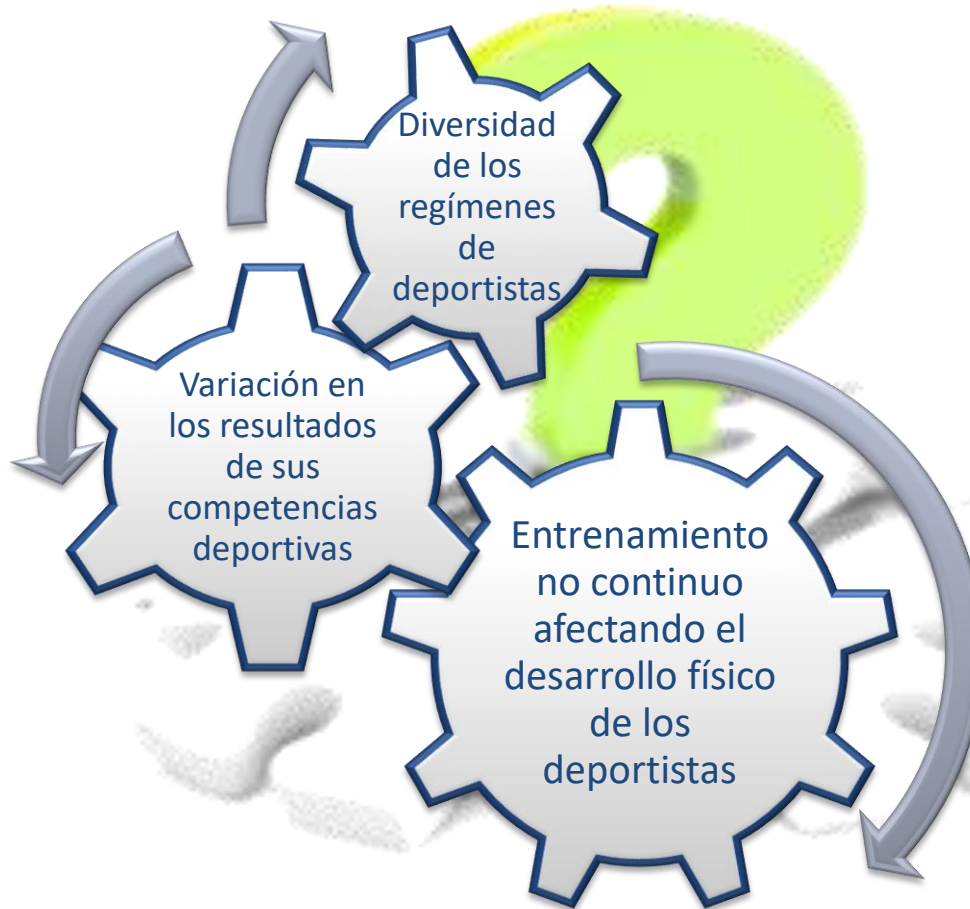 Diversidad
de los
regímenes
de
deportistas
Variación en
los resultados
de sus
competencias
deportivas
Entrenamiento
no continuo
afectando el
desarrollo físico
de los
deportistas